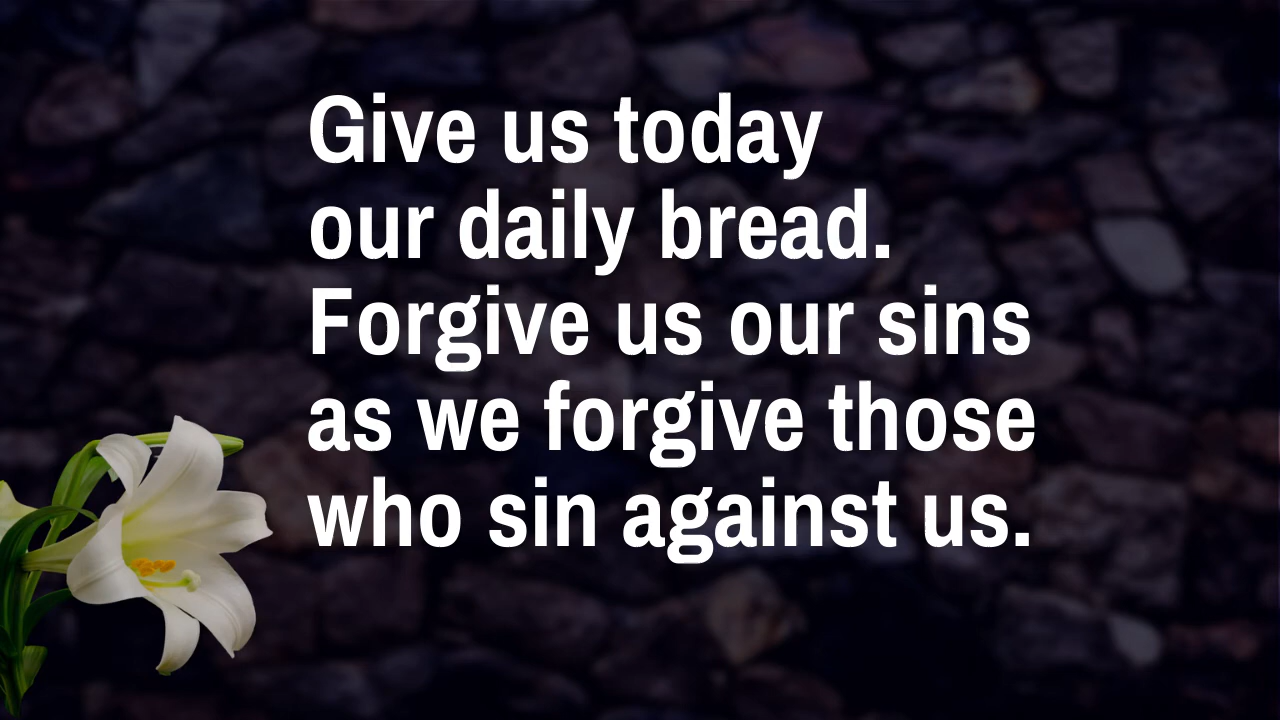 Give us today
our daily bread.
Forgive us our sins
as we forgive those
who sin against us.